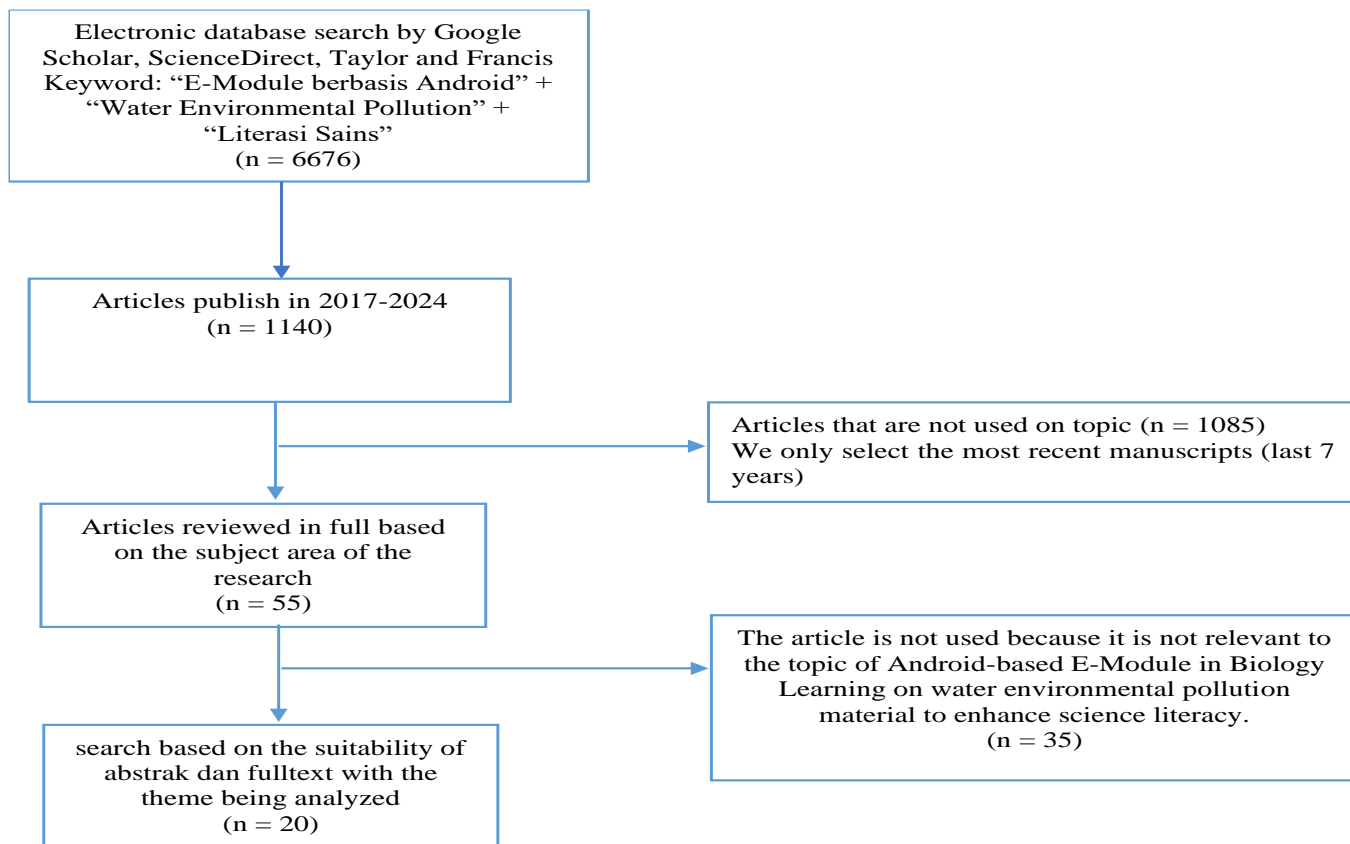 Electronic database search by Google
Scholar, ScienceDirect, Taylor and Francis
Keyword: “E-Module berbasis Android” +
“Water Environmental Pollution” +
“Literasi Sains”
(n = 6676)
Articles publish in 2017-2024
(n = 1140)
Articles that are not used on topic (n = 1085)
We only select the most recent manuscripts (last 7
years)
Articles reviewed in full based
on the subject area of the
research
(n = 55)
The article is not used because it is not relevant to
the topic of Android-based E-Module in Biology
Learning on water environmental pollution
material to enhance science literacy.
(n = 35)
search based on the suitability of
abstrak dan fulltext with the
theme being analyzed
(n = 20)